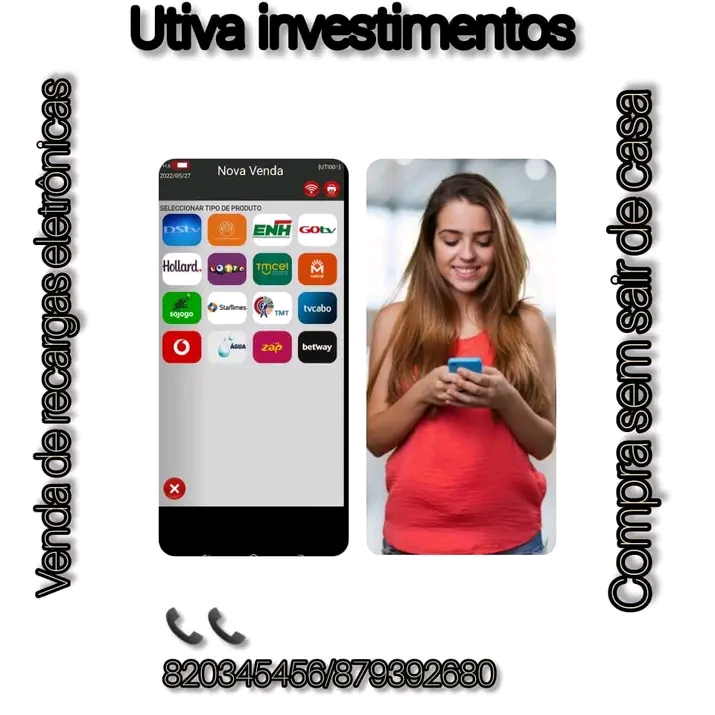 Utiva investimentos
Venda de recargas eletrônicas
Compra sem sair de casa
2022/05/27
Nova Venda
SELECCIONAR TIPO DE PRODUTO
DStv
ENH
GOtv
Hollard.
Tmcel
sojogo
StarTimes
TMT
tvcabo
ÁGUA
zap
betway
820345456/879392680